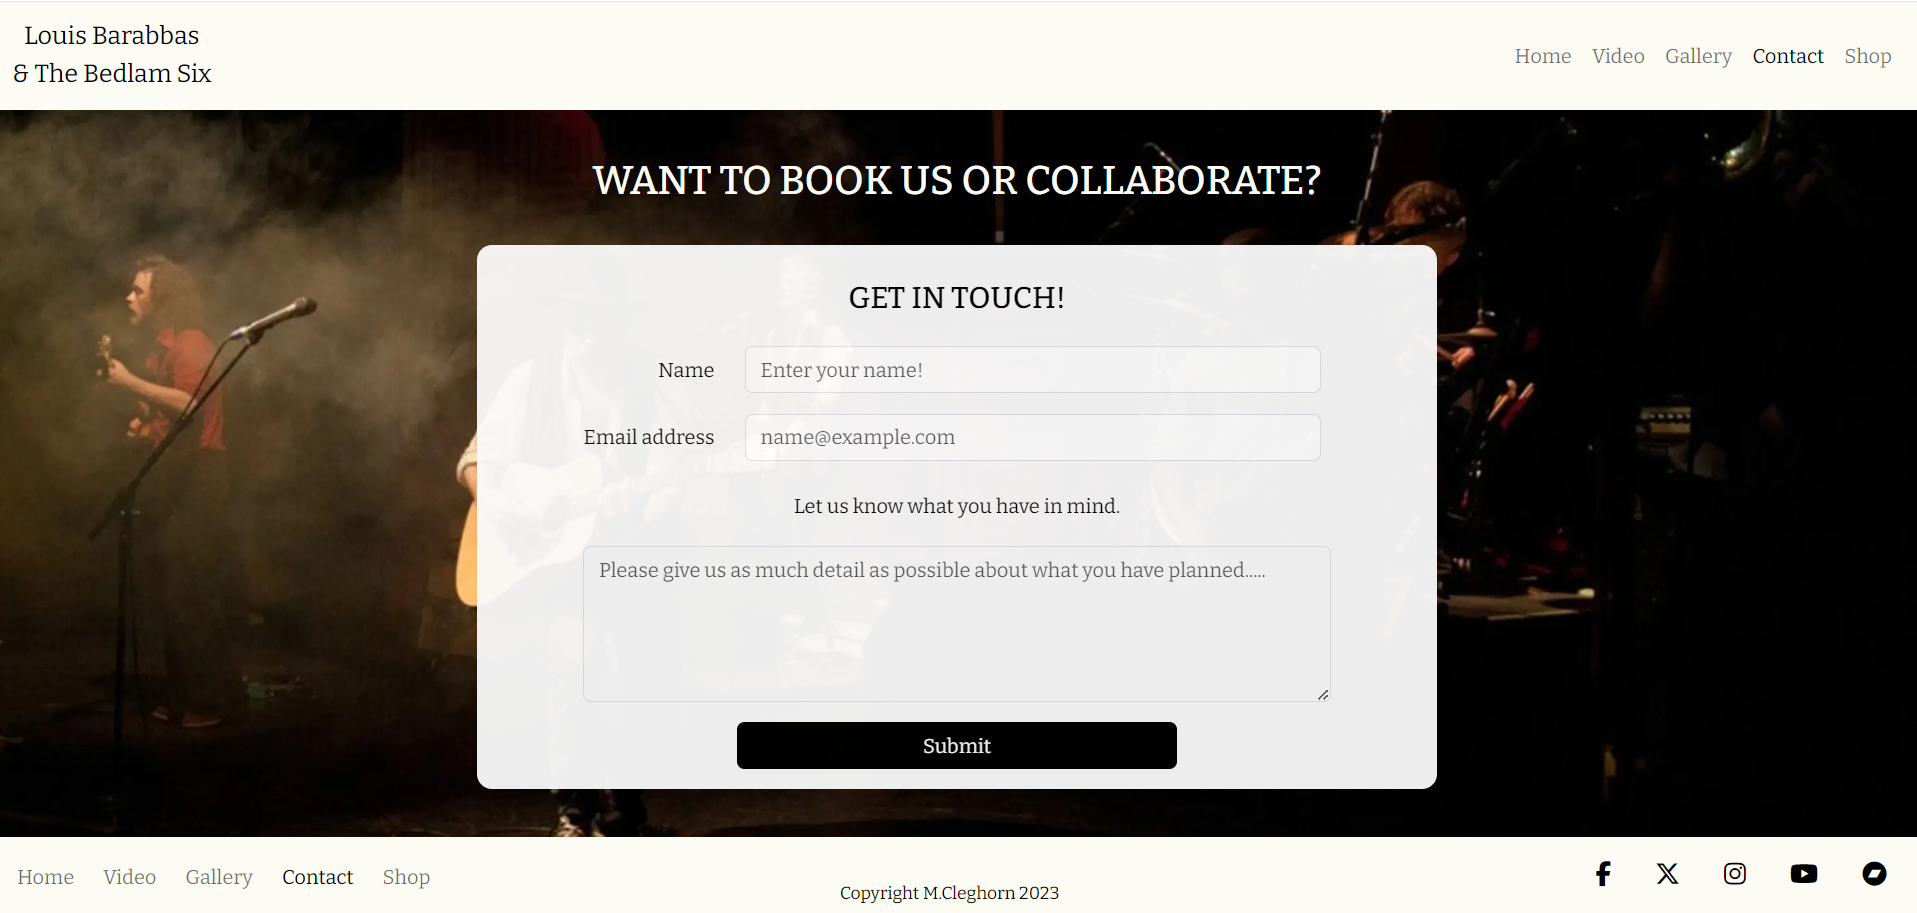 Louis Barabbas
& The Bedlam Six
Home Video Gallery Contact Shop
WANT TO BOOK US OR COLLABORATE?
GET IN TOUCH!
Name
Enter your name!
Email address
name@example.com
Let us know what you have in mind.
Please give us as much detail as possible about what you have planned.....
Submit
Home Video Gallery Contact Shop
Copyright M.Cleghorn 2023